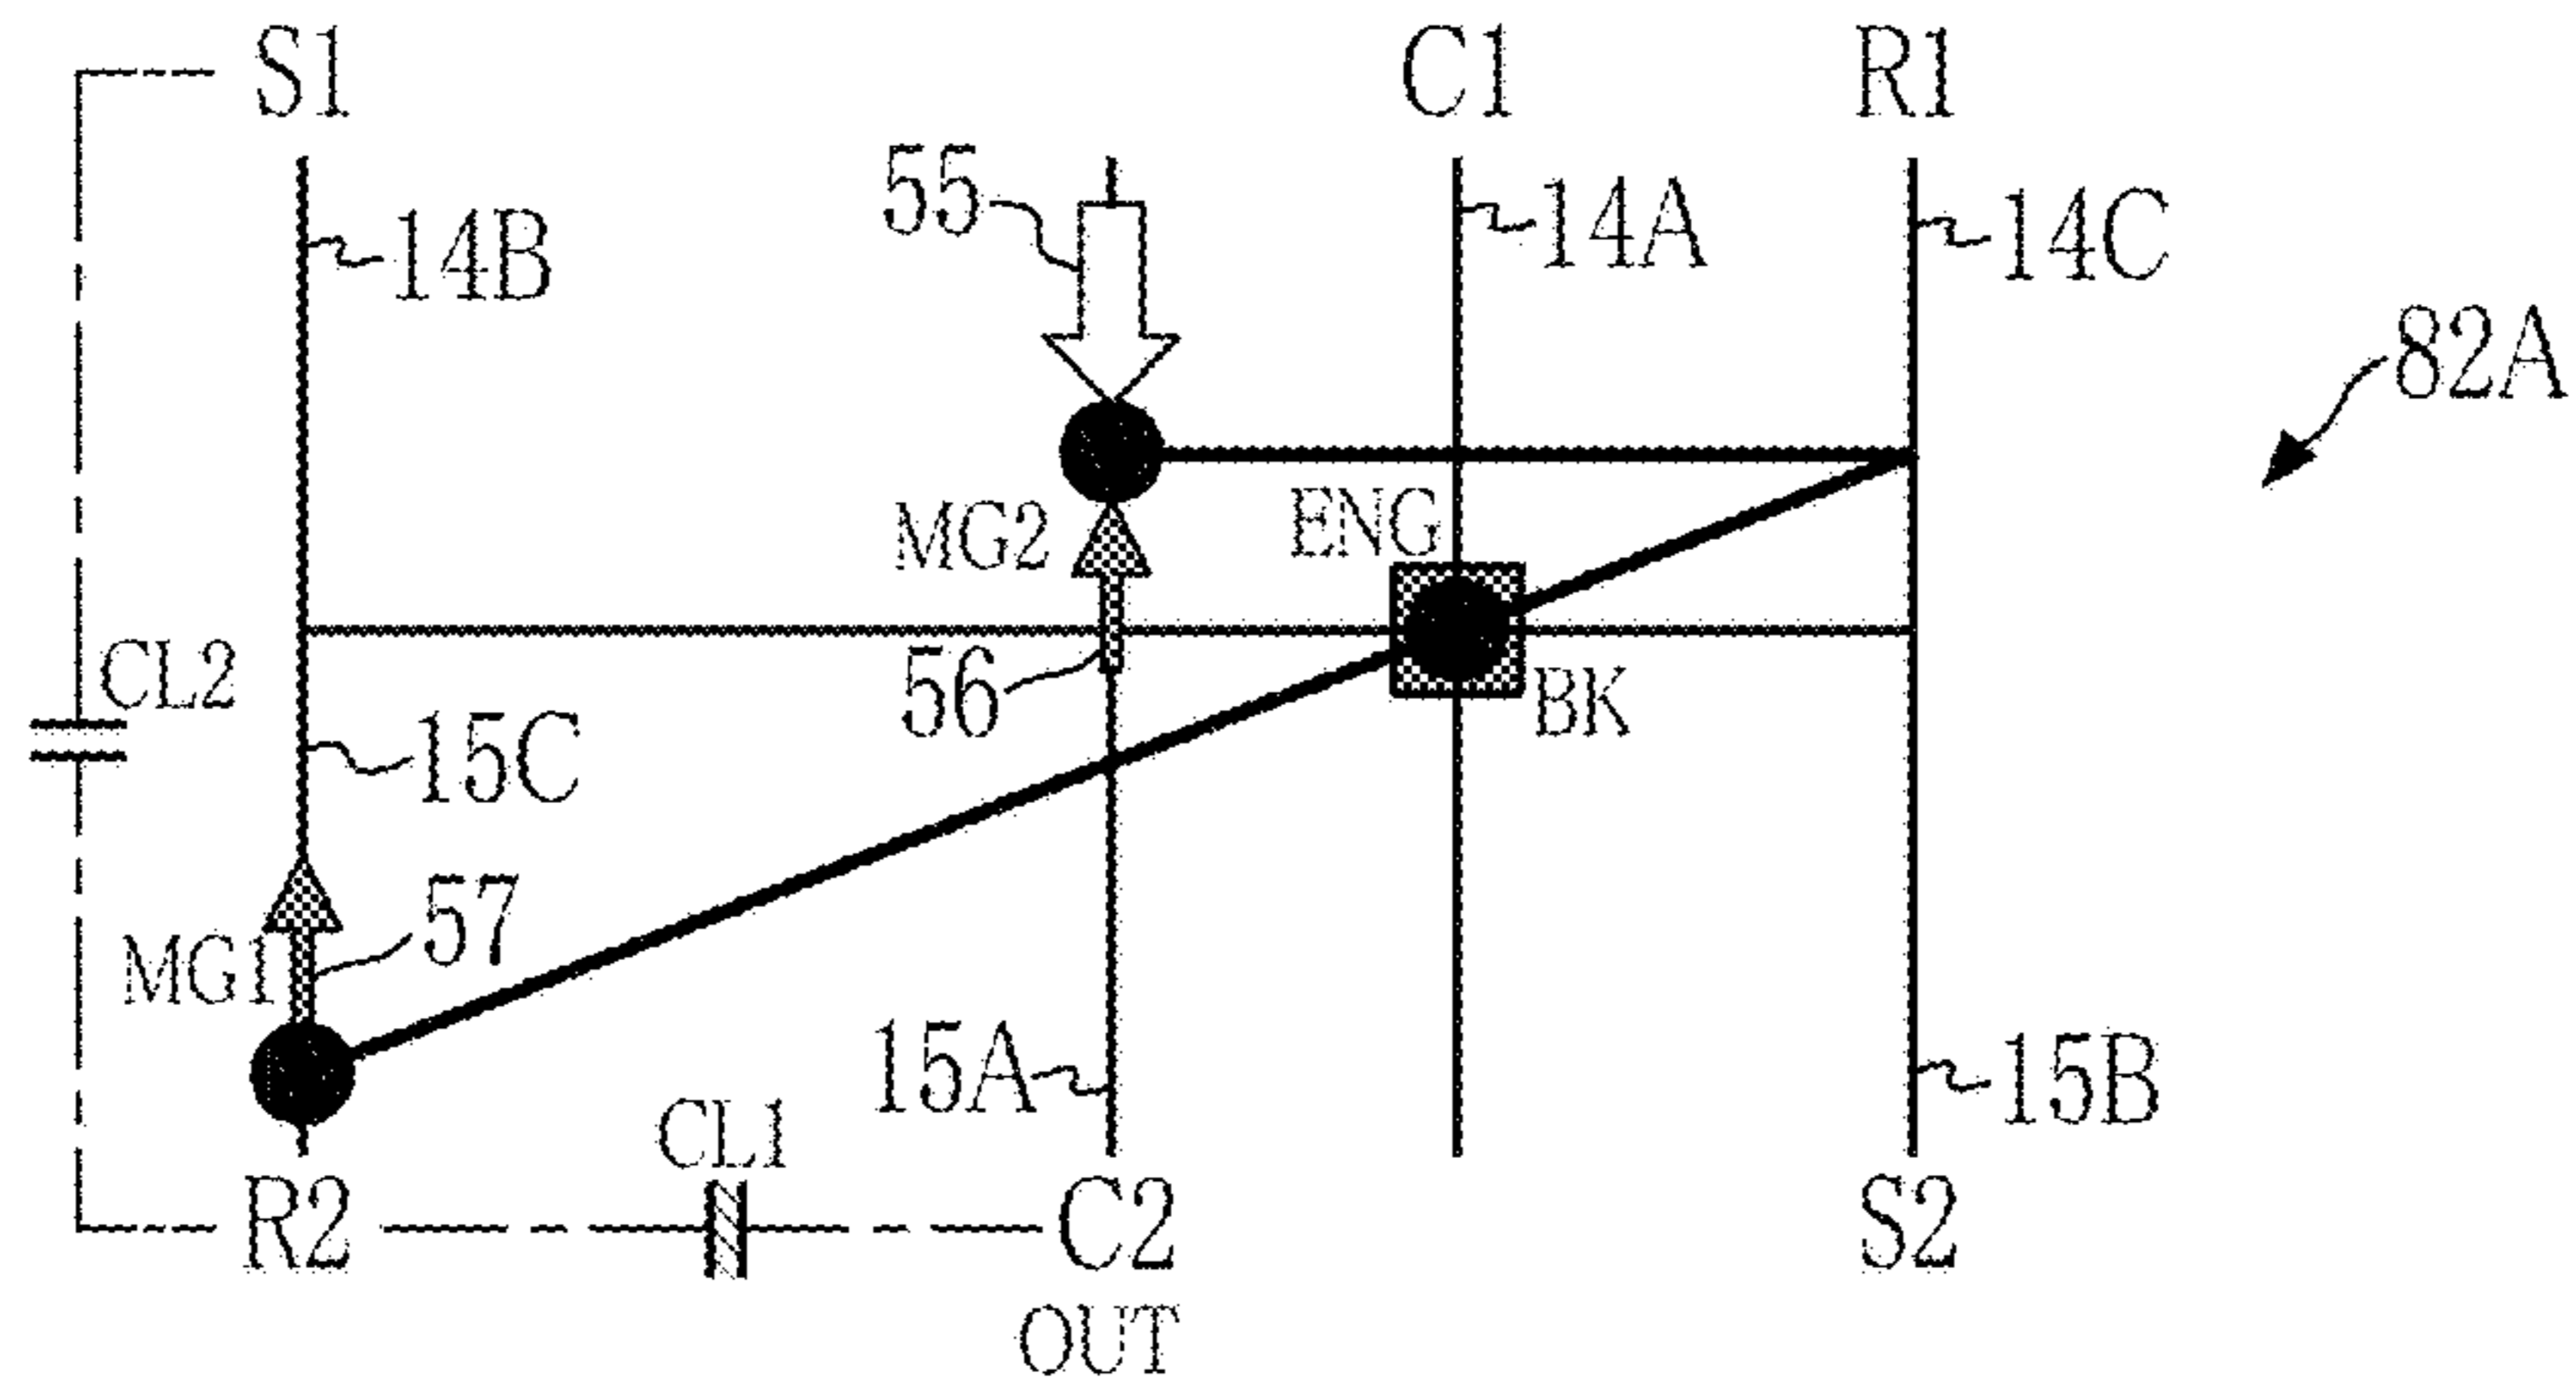 S1 C1 R1
55 14A
14B 14C
82A
MG2 ENG
CL2 56 BK
15C
57
MG1
15A 15B
CL1
R2 C2 S2
OUT